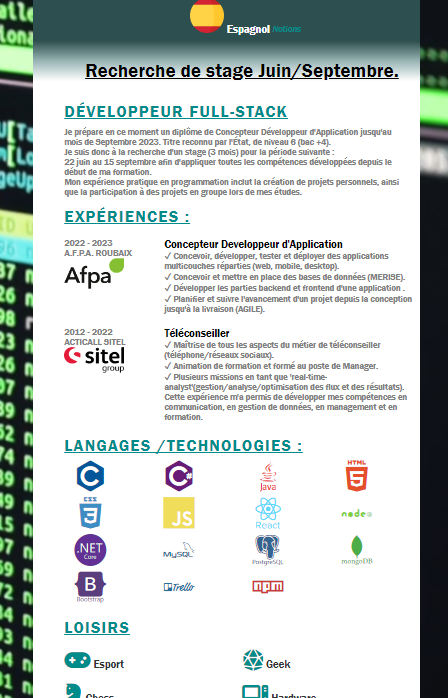 Espagnol Notions
Recherche de stage Juin/Septembre.
DÉVELOPPEUR FULL-STACK
Je prépare en ce moment un diplôme de Concepteur Développeur d'Application jusqu'au
mois de Septembre 2023. Titre reconnu par l'État, de niveau 6 (bac +4).
Je suis donc à la recherche d'un stage (3 mois) pour la période suivante :
22 juin au 15 septembre afin d'appliquer toutes les compétences développées depuis le
début de ma formation.
Mon expérience pratique en programmation inclut la création de projets personnels, ainsi
que la participation à des projets en groupe lors de mes études.
EXPÉRIENCES :
2022 - 2023
A.F.P.A. ROUBAIX
Afpa
Concepteur Developpeur d'Application
✓ Concevoir, développer, tester et déployer des applications
multicouches réparties (web, mobile, desktop).
✓ Concevoir et mettre en place des bases de données (MERISE).
✓ Développer les parties backend et frontend d'une application .
✓ Planifier et suivre l'avancement d'un projet depuis la conception
jusqu'à la livraison (AGILE).
2012 - 2022
ACTICALL SITEL
sitel
group
Téléconseiller
✓ Maîtrise de tous les aspects du métier de téléconseiller
(téléphone/réseaux sociaux).
✓ Animation de formation et formé au poste de Manager.
✓ Plusieurs missions en tant que 'real-time-
analyst'(gestion/analyse/optimisation des flux et des résultats).
Cette expérience m'a permis de développer mes compétences en
communication, en gestion de données, en management et en
formation.
LANGAGES /TECHNOLOGIES :
C
C#
Java
HTML
5
CSS
3
JS
React
node
.NET
Core
MySQL
PostgreSQL
mongoDB
B
Bootstrap
Trello
npm
LOISIRS
Esport
Geek
Chess
Hardware